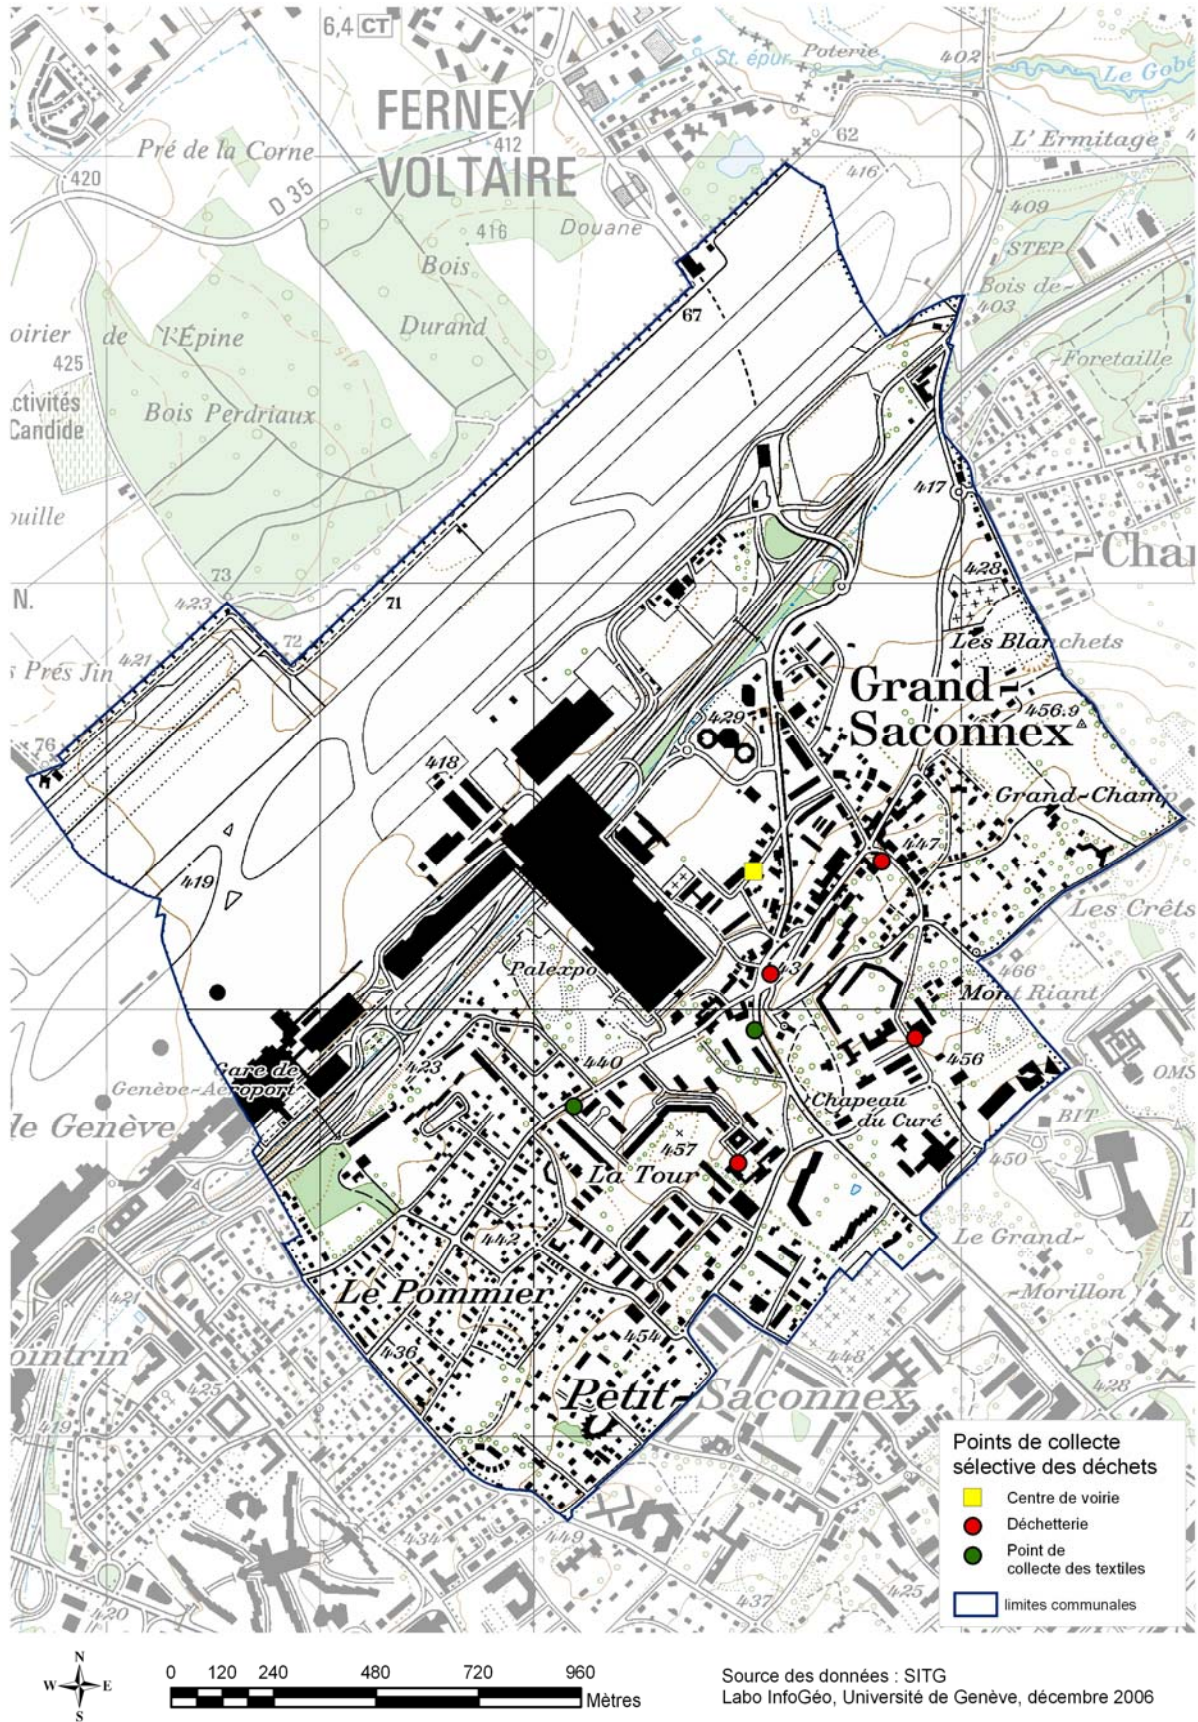 6,4 CT
St. épur.
Poterie
402
Le Gobé
FERNEY
VOLTAIRE
412
410
62
L'Ermitage
Pré de la Corne
420
D 35
416
409
416
Douane
STEP
Bois
Durand
Bois de-
403
67
oirier de l'Épine
415
-Foretaille
425
ctivités
Candide
Bois Perdriaux
417
ouille
-Char
428
73
71
N.
423
72
Les Blanchets
s Prés Jin
421
Grand-
Saconnex
456.9
429
76
418
Grand-Champ
447
419
Les Crêts
Palexpo
443
466
Mont Riant
440
456
423
Gare de
Aéroport
Genève-Aéroport
OMS
Chapeau
du Curé
BIT
le Genève
457
La Tour
450
442
Le Grand-
-Morillon
Le Pommier
421
454
436
448
ointrin
425
428
Petit-Saconnex
419
434
449
425
437
420
Points de collecte
sélective des déchets
Centre de voirie
Déchetterie
Point de
collecte des textiles
limites communales
N
W E
S
0 120 240 480 720 960
Mètres
Source des données : SITG
Labo InfoGéo, Université de Genève, décembre 2006